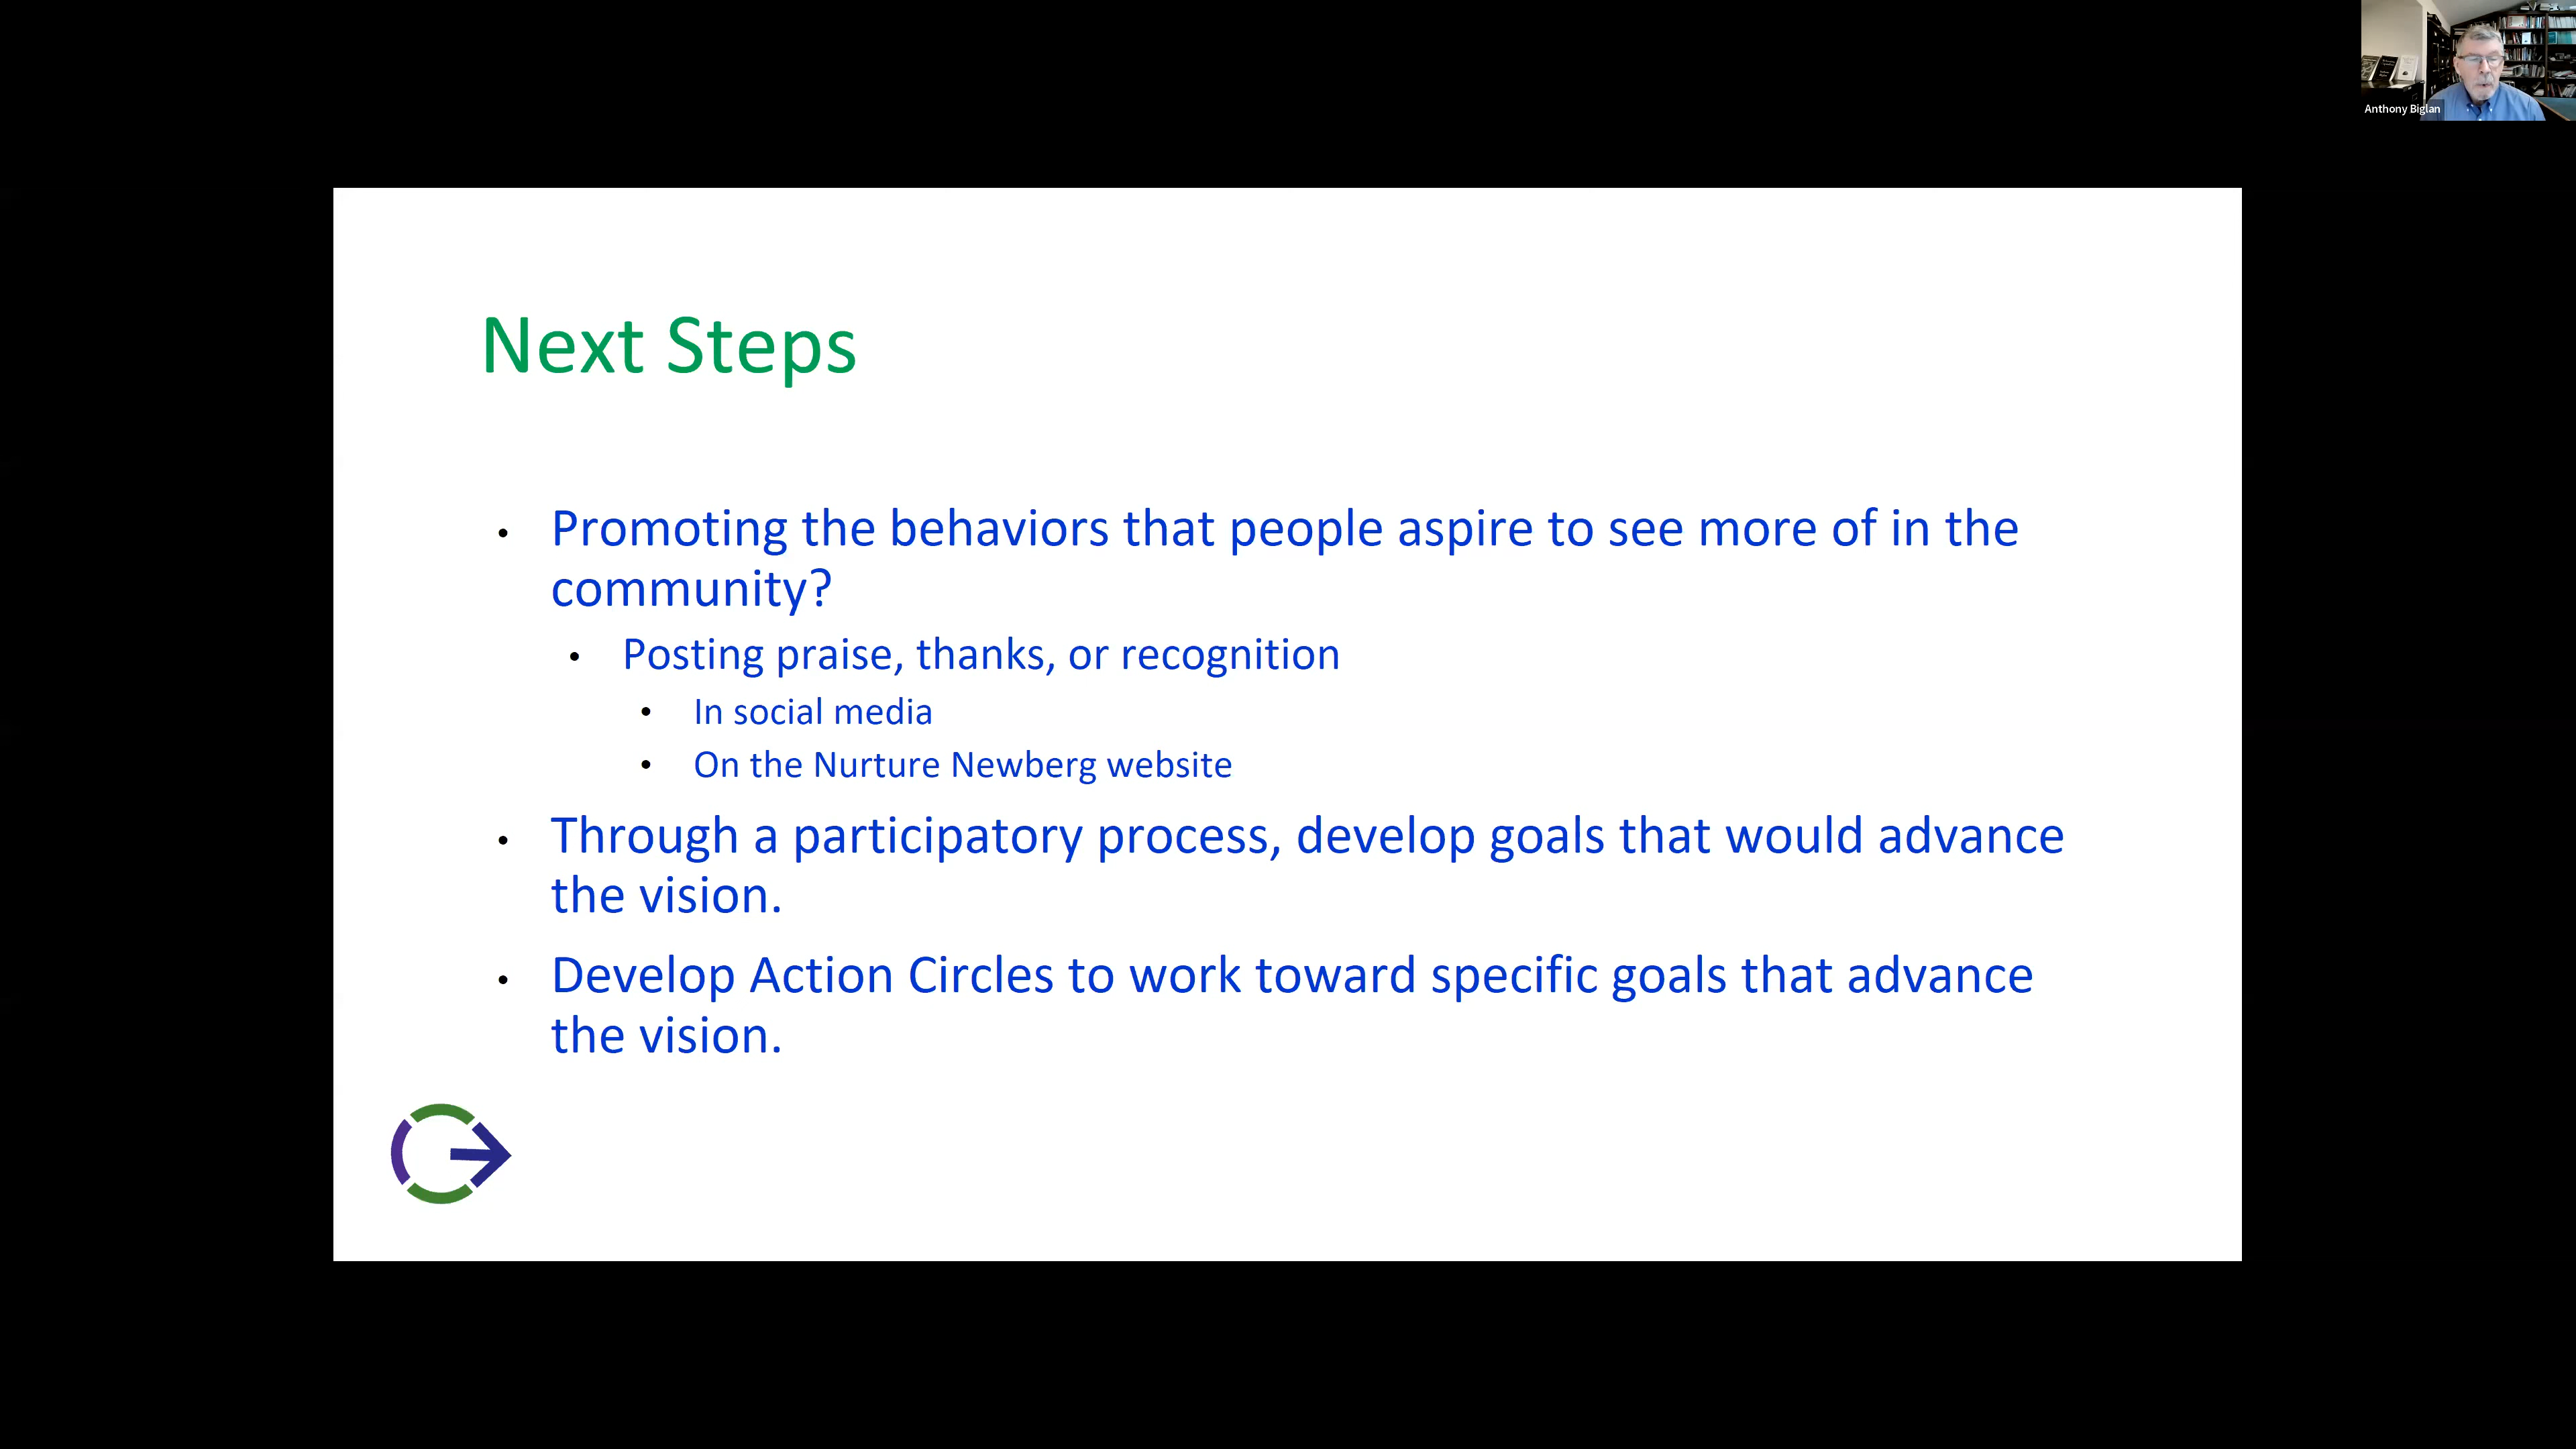 Anthony Biglan
Next Steps
• Promoting the behaviors that people aspire to see more of in the
community?
• Posting praise, thanks, or recognition
• In social media
• On the Nurture Newberg website
• Through a participatory process, develop goals that would advance
the vision.
• Develop Action Circles to work toward specific goals that advance
the vision.